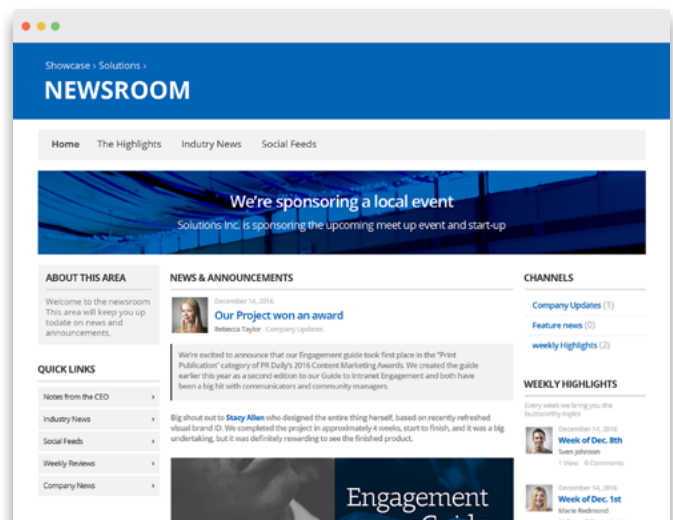 Showcase › Solutions ›
NEWSROOM
Home The Highlights Indutry News Social Feeds
We're sponsoring a local event
Solutions Inc. is sponsoring the upcoming meet up event and start-up
ABOUT THIS AREA
Welcome to the newsroom
This area will keep you up
todate on news and
announcements.
QUICK LINKS
Notes from the CEO ›
Industry News ›
Social Feeds ›
Weekly Reviews ›
Company News ›
NEWS & ANNOUNCEMENTS
December 14, 2016
Our Project won an award
Rebecca Taylor - Company Updates
We're excited to announce that our Engagement guide took first place in the "Print
Publication" category of PR Daily's 2016 Content Marketing Awards. We created the guide
earlier this year as a second edition to our Guide to Intranet Engagement and both have
been a big hit with communicators and community managers.
Big shout out to Stacy Allen who designed the entire thing herself, based on recently refreshed
visual brand ID. We completed the project in approximately 4 weeks, start to finish, and it was a big
undertaking, but it was definitely rewarding to see the finished product.
Engagement
CHANNELS
Company Updates (1)
Feature news (0)
weekly Highlights (2)
WEEKLY HIGHLIGHTS
Every week we bring you the
buzzworthy topics
December 14, 2016
Week of Dec. 8th
Sven Johnson
1 View · 0 Comments
December 14, 2016
Week of Dec. 1st
Marie Redmond